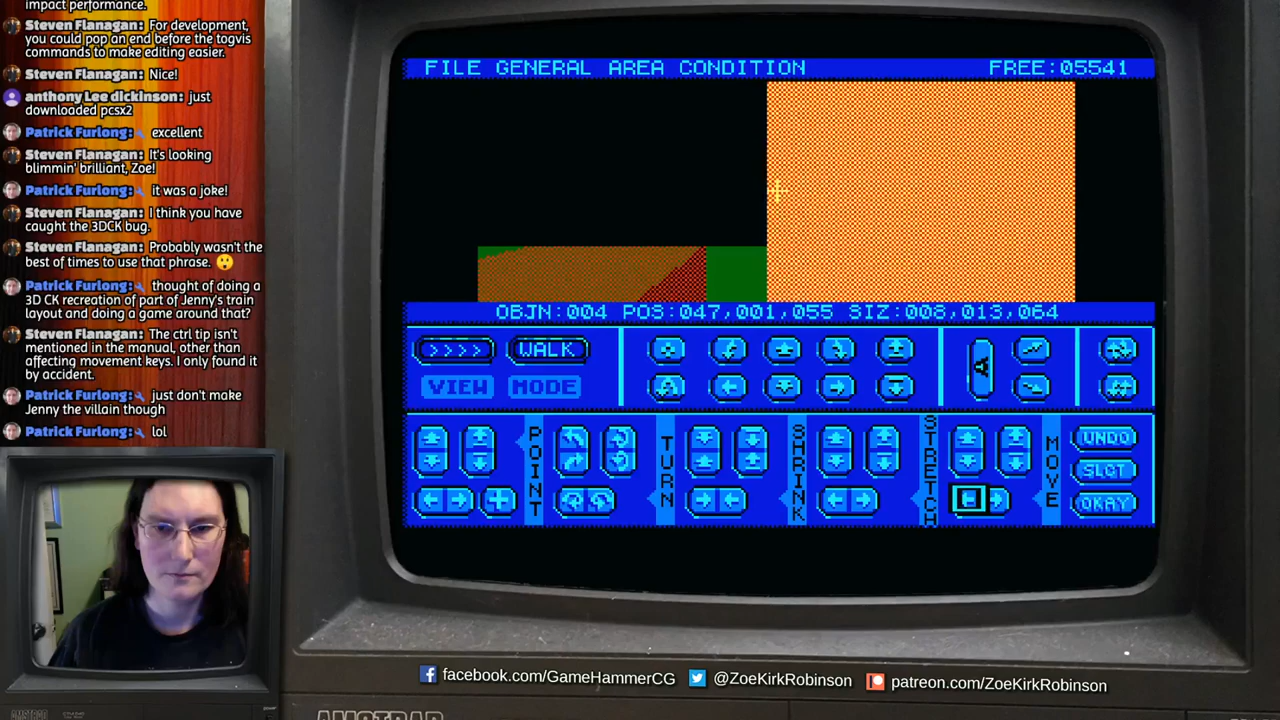 impact performance.
Steven Flanagan: For development,
you could pop an end before the togvis
commands to make editing easier.
Steven Flanagan: Nice!
anthony Lee dickinson: just
downloaded pcsx2
Patrick Furlong: excellent
Steven Flanagan: It's looking
blimmin' brilliant, Zoe!
Patrick Furlong: it was a joke!
Steven Flanagan: I think you have
caught the 3DCK bug.
Steven Flanagan: Probably wasn't the
best of times to use that phrase. 😲
Patrick Furlong: thought of doing a
3D CK recreation of part of Jenny's train
layout and doing a game around that?
Steven Flanagan: The ctrl tip isn't
mentioned in the manual, other than
affecting movement keys. I only found it
by accident.
Patrick Furlong: just don't make
Jenny the villain though
Patrick Furlong: lol
FILE GENERAL AREA CONDITION FREE:05541
OBJN:004 POS:047,001,055 SIZ:008,013,064
>>>> WALK
VIEW MODE
A
POINT
TURN
SHRINK
STRETCH
MOVE
UNDO
SLCT
OKAY
facebook.com/GameHammerCG @ZoeKirkRobinson patreon.com/ZoeKirkRobinson
AMSTRAD